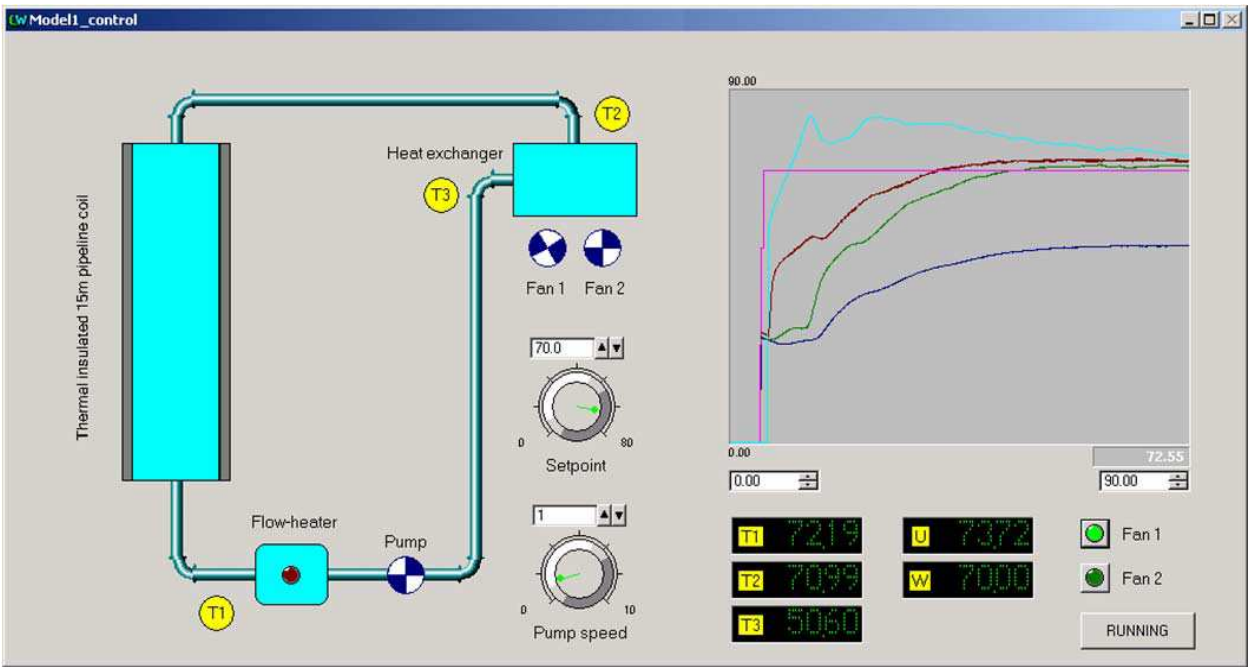 CW Model1_control
90.00
T2
Heat exchanger
T3
Thermal insulated 15m pipeline coil
Fan 1 Fan 2
70.0
0 80
Setpoint
0.00 72.55
0.00 90.00
Flow-heater
1
Pump
T1
0 10
Pump speed
T1 72,19 U 73,72 Fan 1
T2 70,99 W 70,00 Fan 2
T3 50,60
RUNNING